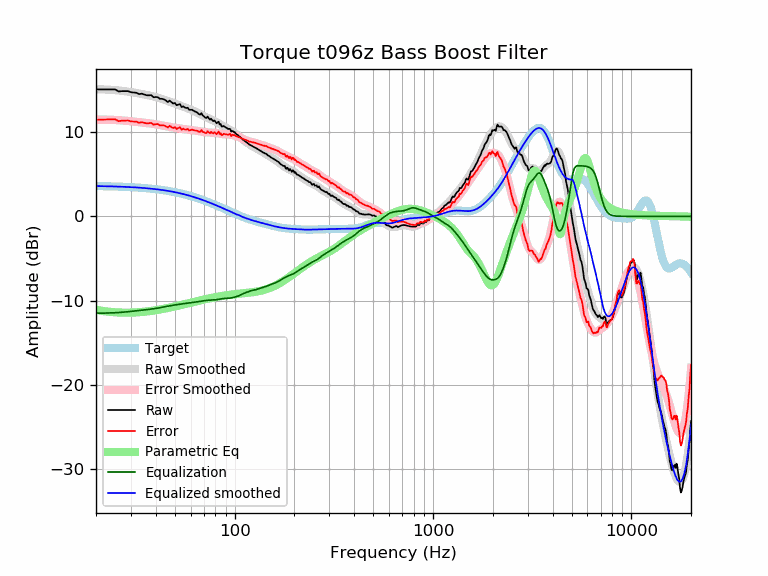 Torque t096z Bass Boost Filter
Amplitude (dBr)
10
0
−10
−20
−30
Target
Raw Smoothed
Error Smoothed
Raw
Error
Parametric Eq
Equalization
Equalized smoothed
100
1000
10000
Frequency (Hz)